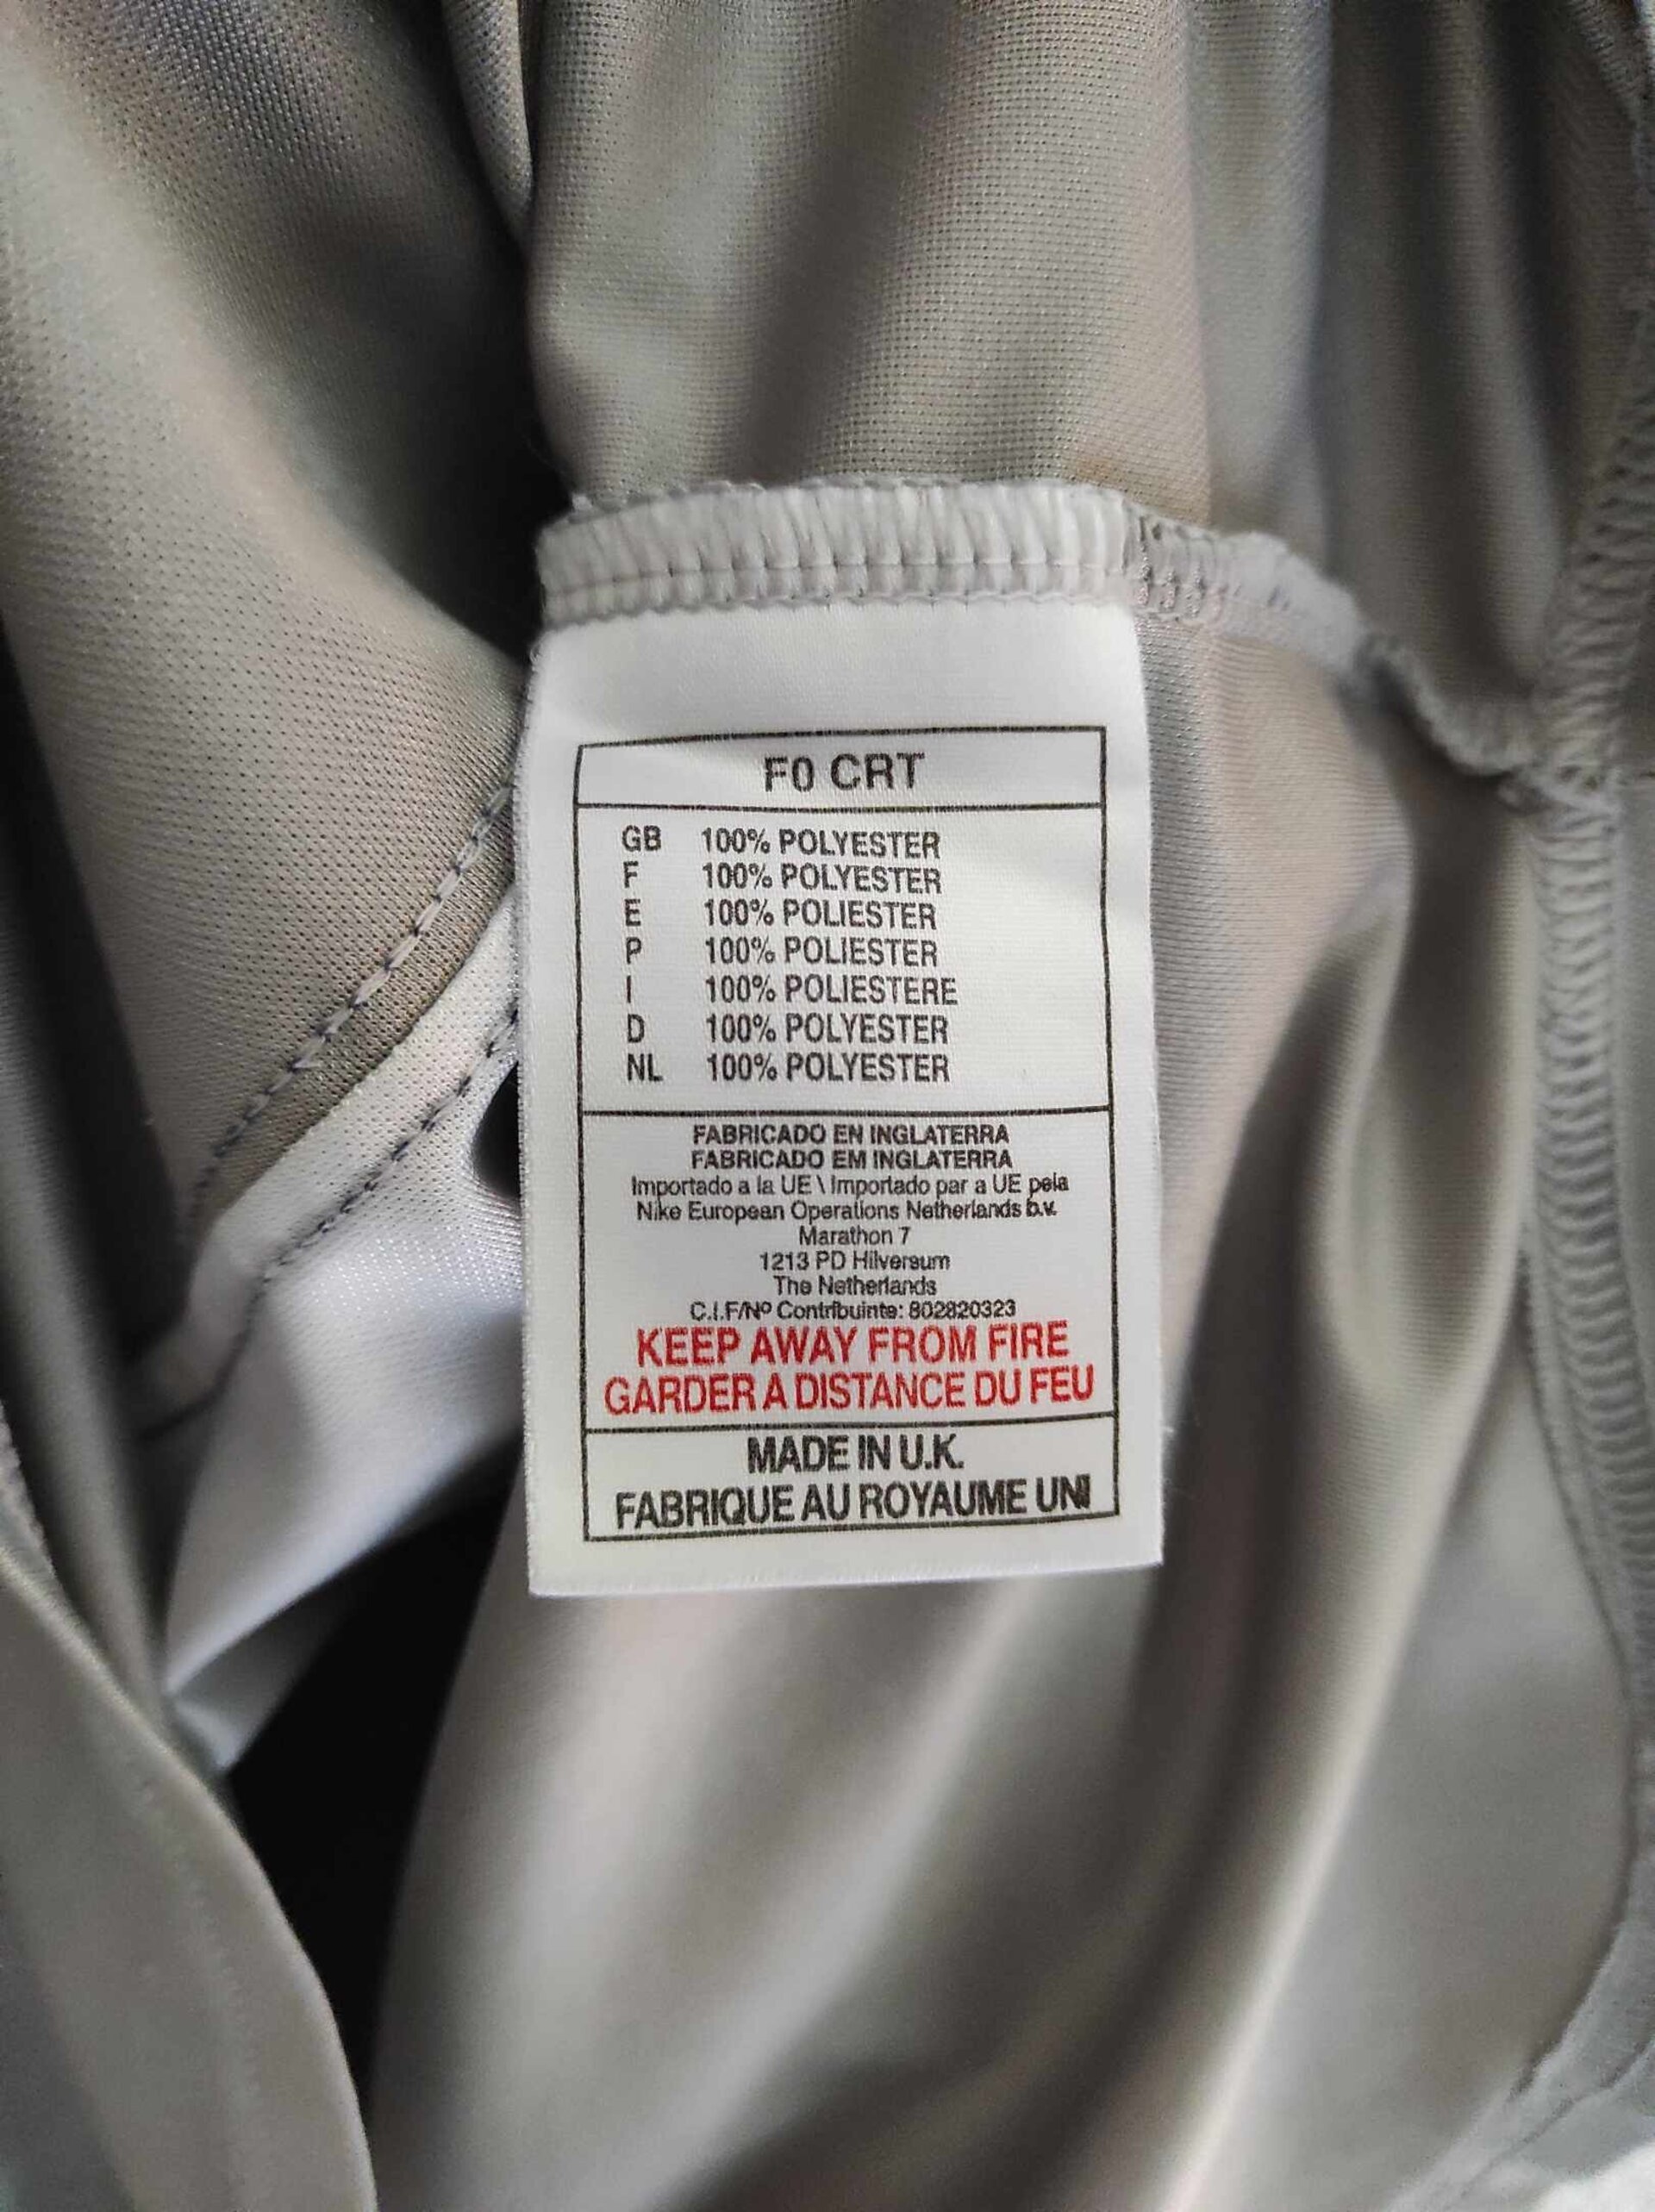 F0 CRT
GB 100% POLYESTER
F 100% POLYESTER
E 100% POLIESTER
P 100% POLIESTER
I 100% POLIESTERE
D 100% POLYESTER
NL 100% POLYESTER
FABRICADO EN INGLATERRA
FABRICADO EM INGLATERRA
Importado a la UE \ Importado par a UE pela
Nike European Operations Netherlands b.v.
Marathon 7
1213 PD Hilversum
The Netherlands
C.I.F/Nº Contribuinte: 802820323
KEEP AWAY FROM FIRE
GARDER A DISTANCE DU FEU
MADE IN U.K.
FABRIQUE AU ROYAUME UNI